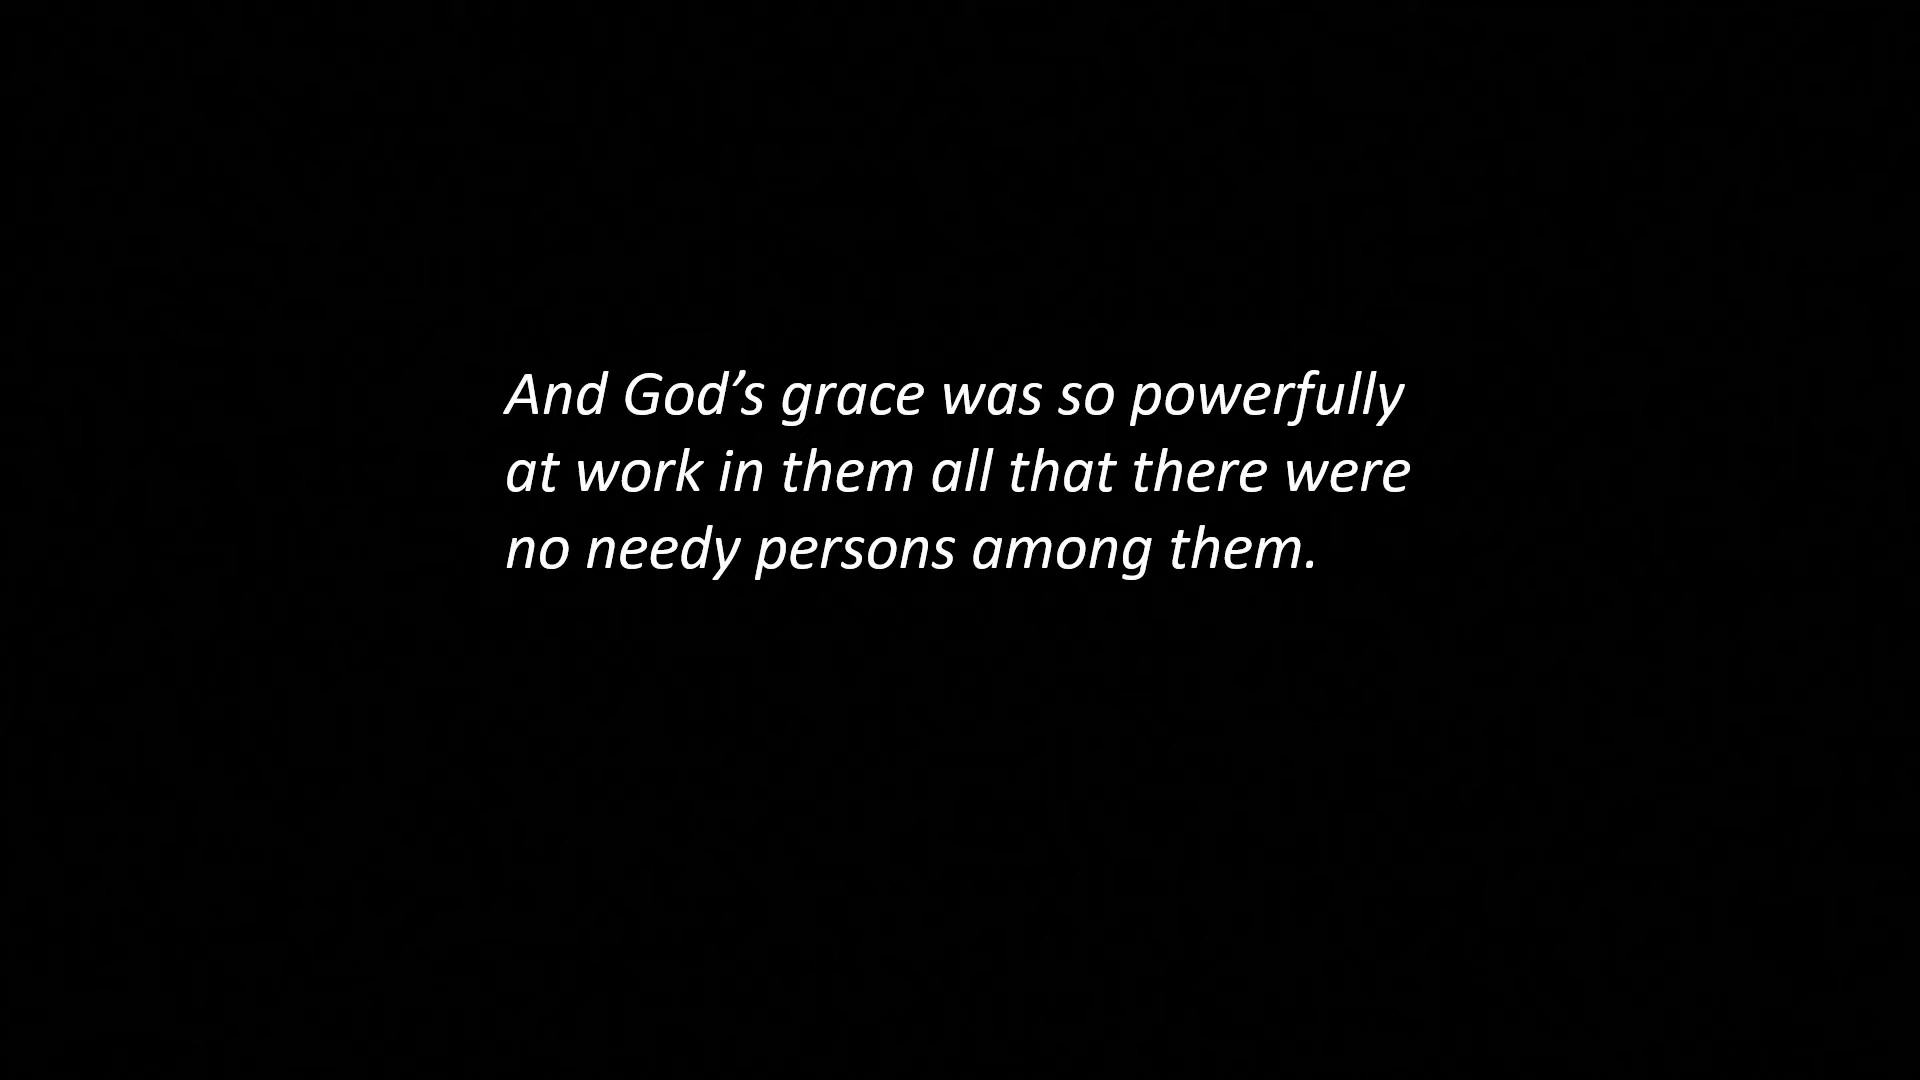 And God’s grace was so powerfully
at work in them all that there were
no needy persons among them.